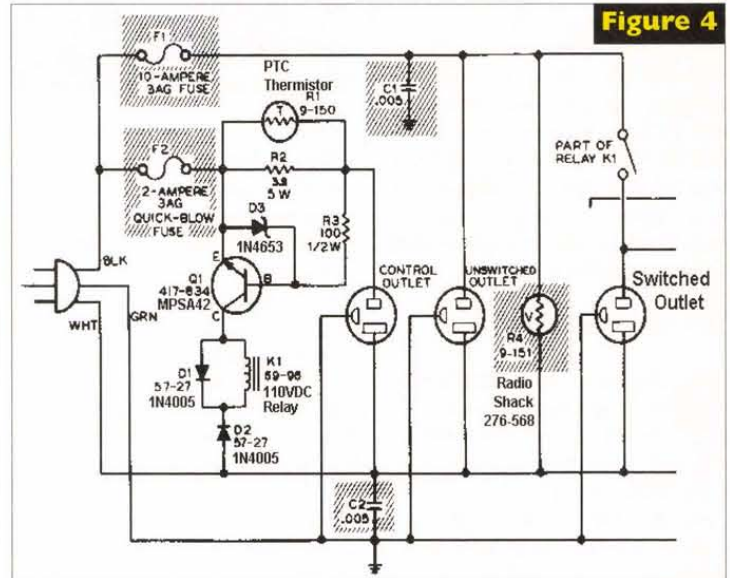 Figure 4
F1
10-AMPERE
3AG FUSE
PTC
Thermistor
R1
9-150
T
C1
.005
PART OF
RELAY K1
F2
2-AMPERE
3AG
QUICK-BLOW
FUSE
R2
3.9
5 W
D3
1N4653
R3
100
1/2W
BLK
E
Q1
417-834
MPSA42
B
C
GRN
WHT
CONTROL
OUTLET
UNSWITCHED
OUTLET
V
R4
9-151
Switched
Outlet
Radio
Shack
276-568
D1
57-27
1N4005
K1
69-96
110VDC
Relay
D2
57-27
1N4005
C2
.005